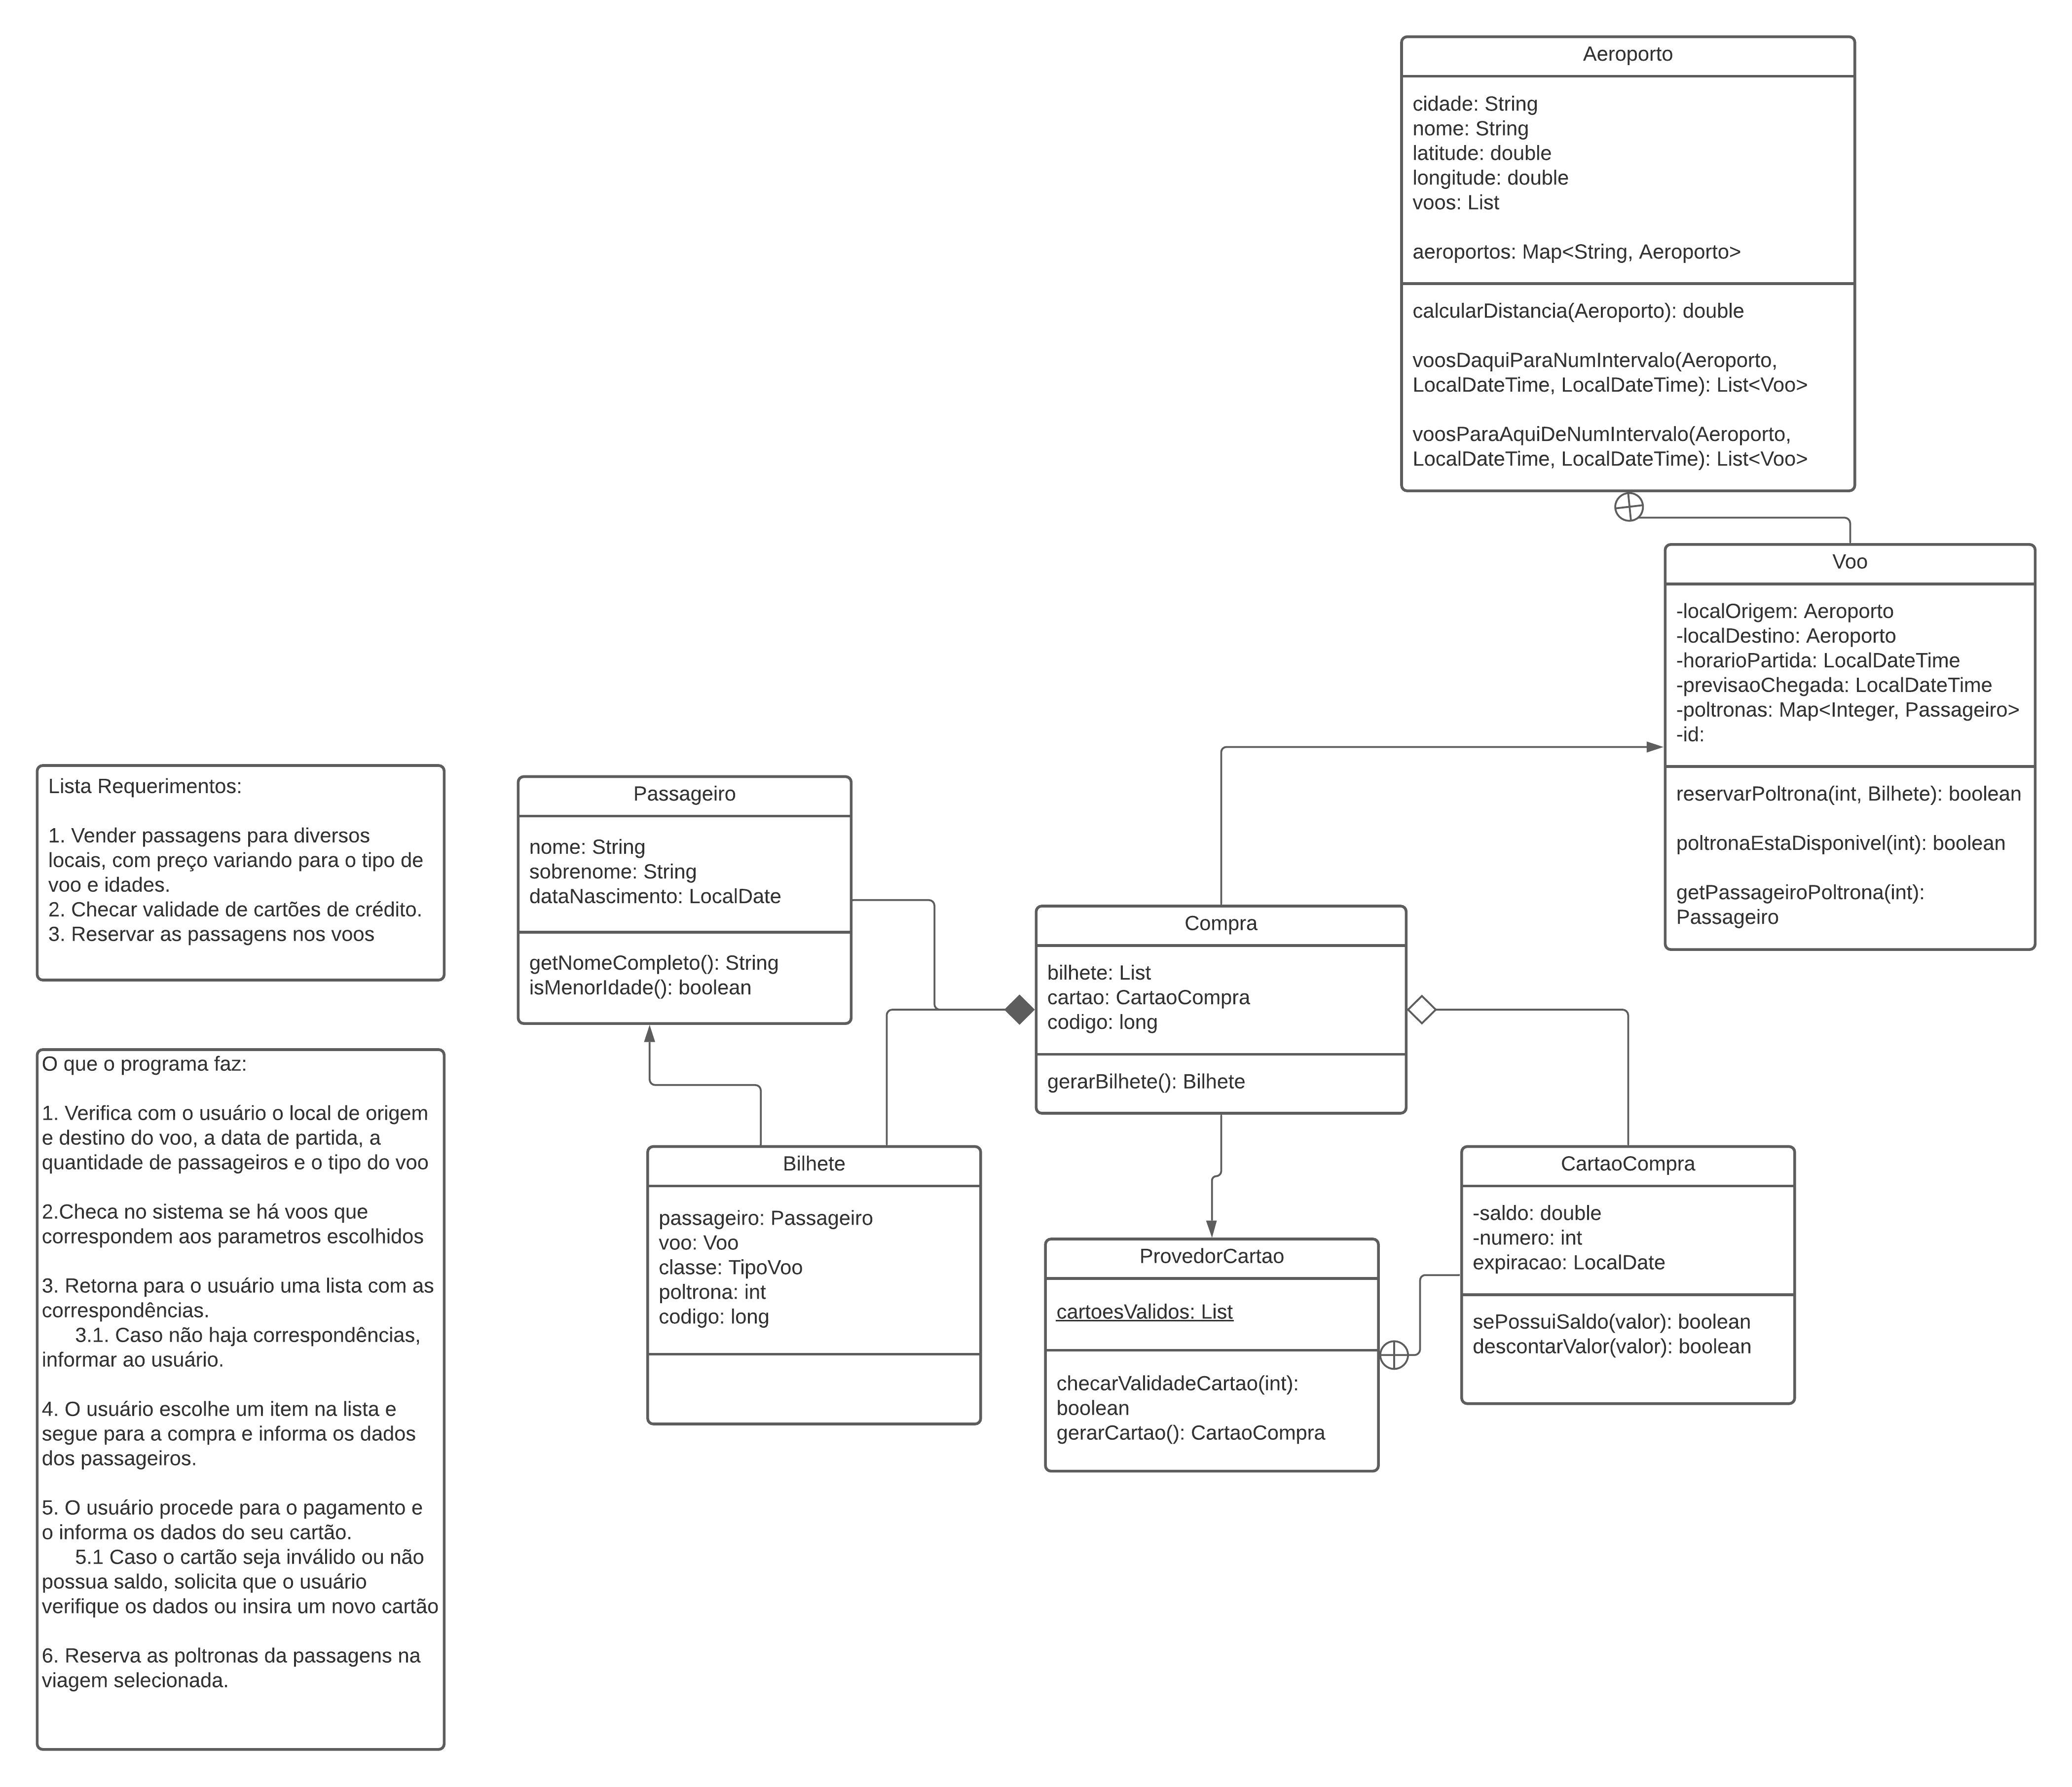 Aeroporto
cidade: String
nome: String
latitude: double
longitude: double
voos: List
aeroportos: Map<String, Aeroporto>
calcularDistancia(Aeroporto): double
voosDaquiParaNumIntervalo(Aeroporto,
LocalDateTime, LocalDateTime): List<Voo>
voosParaAquiDeNumIntervalo(Aeroporto,
LocalDateTime, LocalDateTime): List<Voo>
Voo
-localOrigem: Aeroporto
-localDestino: Aeroporto
-horarioPartida: LocalDateTime
-previsaoChegada: LocalDateTime
-poltronas: Map<Integer, Passageiro>
-id:
reservarPoltrona(int, Bilhete): boolean
poltronaEstaDisponivel(int): boolean
getPassageiroPoltrona(int):
Passageiro
Lista Requerimentos:
1. Vender passagens para diversos
locais, com preço variando para o tipo de
voo e idades.
2. Checar validade de cartões de crédito.
3. Reservar as passagens nos voos
Passageiro
nome: String
sobrenome: String
dataNascimento: LocalDate
getNomeCompleto(): String
isMenorIdade(): boolean
Compra
bilhete: List
cartao: CartaoCompra
codigo: long
gerarBilhete(): Bilhete
O que o programa faz:
1. Verifica com o usuário o local de origem
e destino do voo, a data de partida, a
quantidade de passageiros e o tipo do voo
2.Checa no sistema se há voos que
correspondem aos parametros escolhidos
3. Retorna para o usuário uma lista com as
correspondências.
3.1. Caso não haja correspondências,
informar ao usuário.
4. O usuário escolhe um item na lista e
segue para a compra e informa os dados
dos passageiros.
5. O usuário procede para o pagamento e
o informa os dados do seu cartão.
5.1 Caso o cartão seja inválido ou não
possua saldo, solicita que o usuário
verifique os dados ou insira um novo cartão
6. Reserva as poltronas da passagens na
viagem selecionada.
Bilhete
passageiro: Passageiro
voo: Voo
classe: TipoVoo
poltrona: int
codigo: long
ProvedorCartao
cartoesValidos: List
checarValidadeCartao(int):
boolean
gerarCartao(): CartaoCompra
CartaoCompra
-saldo: double
-numero: int
expiracao: LocalDate
sePossuiSaldo(valor): boolean
descontarValor(valor): boolean